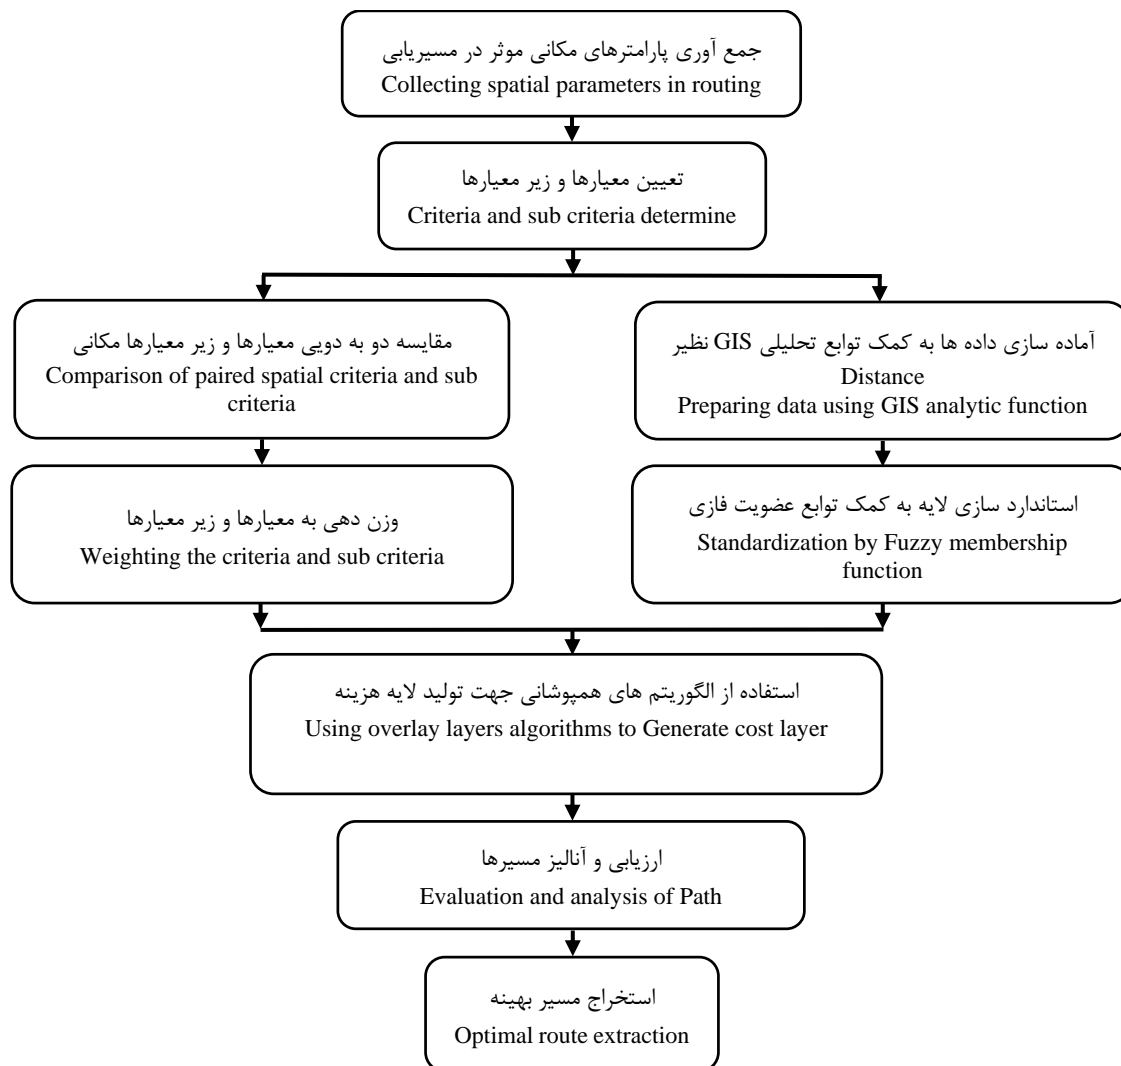 جمع آوری پارامترهای مکانی موثر در مسیریابی
Collecting spatial parameters in routing
تعیین معیارها و زیر معیارها
Criteria and sub criteria determine
مقایسه دو به دویی معیارها و زیر معیارها مکانی
Comparison of paired spatial criteria and sub
criteria
آماده سازی داده ها به کمک توابع تحلیلی GIS نظیر
Distance
Preparing data using GIS analytic function
وزن دهی به معیارها و زیر معیارها
Weighting the criteria and sub criteria
استاندارد سازی لایه به کمک توابع عضویت فازی
Standardization by Fuzzy membership
function
استفاده از الگوریتم های همپوشانی جهت تولید لایه هزینه
Using overlay layers algorithms to Generate cost layer
ارزیابی و آنالیز مسیرها
Evaluation and analysis of Path
استخراج مسیر بهینه
Optimal route extraction